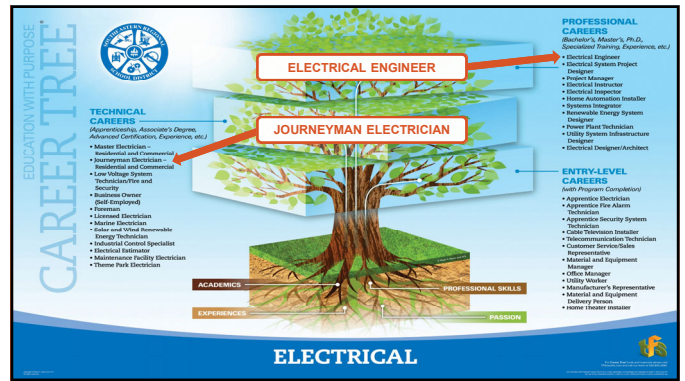 EDUCATION WITH PURPOSE
CAREER TREE
SOUTHEASTERN REGIONAL
SCHOOL DISTRICT
ELECTRICAL ENGINEER
JOURNEYMAN ELECTRICIAN
TECHNICAL
CAREERS
(Apprenticeship, Associate's Degree,
Advanced Certification, Experience, etc.)
• Master Electrician –
Residential and Commercial
• Journeyman Electrician –
Residential and Commercial
• Low Voltage System
Technician/Fire and
Security
• Business Owner
(Self-Employed)
• Foreman
• Licensed Electrician
• Marine Electrician
• Solar and Wind Renewable
Energy Technician
• Industrial Control Specialist
• Electrical Estimator
• Maintenance Facility Electrician
• Theme Park Electrician
PROFESSIONAL
CAREERS
(Bachelor's, Master's, Ph.D.,
Specialized Training, Experience, etc.)
• Electrical Engineer
• Electrical System Project
Designer
• Project Manager
• Electrical Instructor
• Electrical Inspector
• Home Automation Installer
• Systems Integrator
• Renewable Energy System
Designer
• Power Plant Technician
• Utility System Infrastructure
Designer
• Electrical Designer/Architect
ENTRY-LEVEL
CAREERS
(with Program Completion)
• Apprentice Electrician
• Apprentice Fire Alarm
Technician
• Apprentice Security System
Technician
• Cable Television Installer
• Telecommunication Technician
• Customer Service/Sales
Representative
• Material and Equipment
Manager
• Office Manager
• Utility Worker
• Manufacturer's Representative
• Material and Equipment
Delivery Person
• Home Theater Installer
ACADEMICS
PROFESSIONAL SKILLS
EXPERIENCES
PASSION
ELECTRICAL